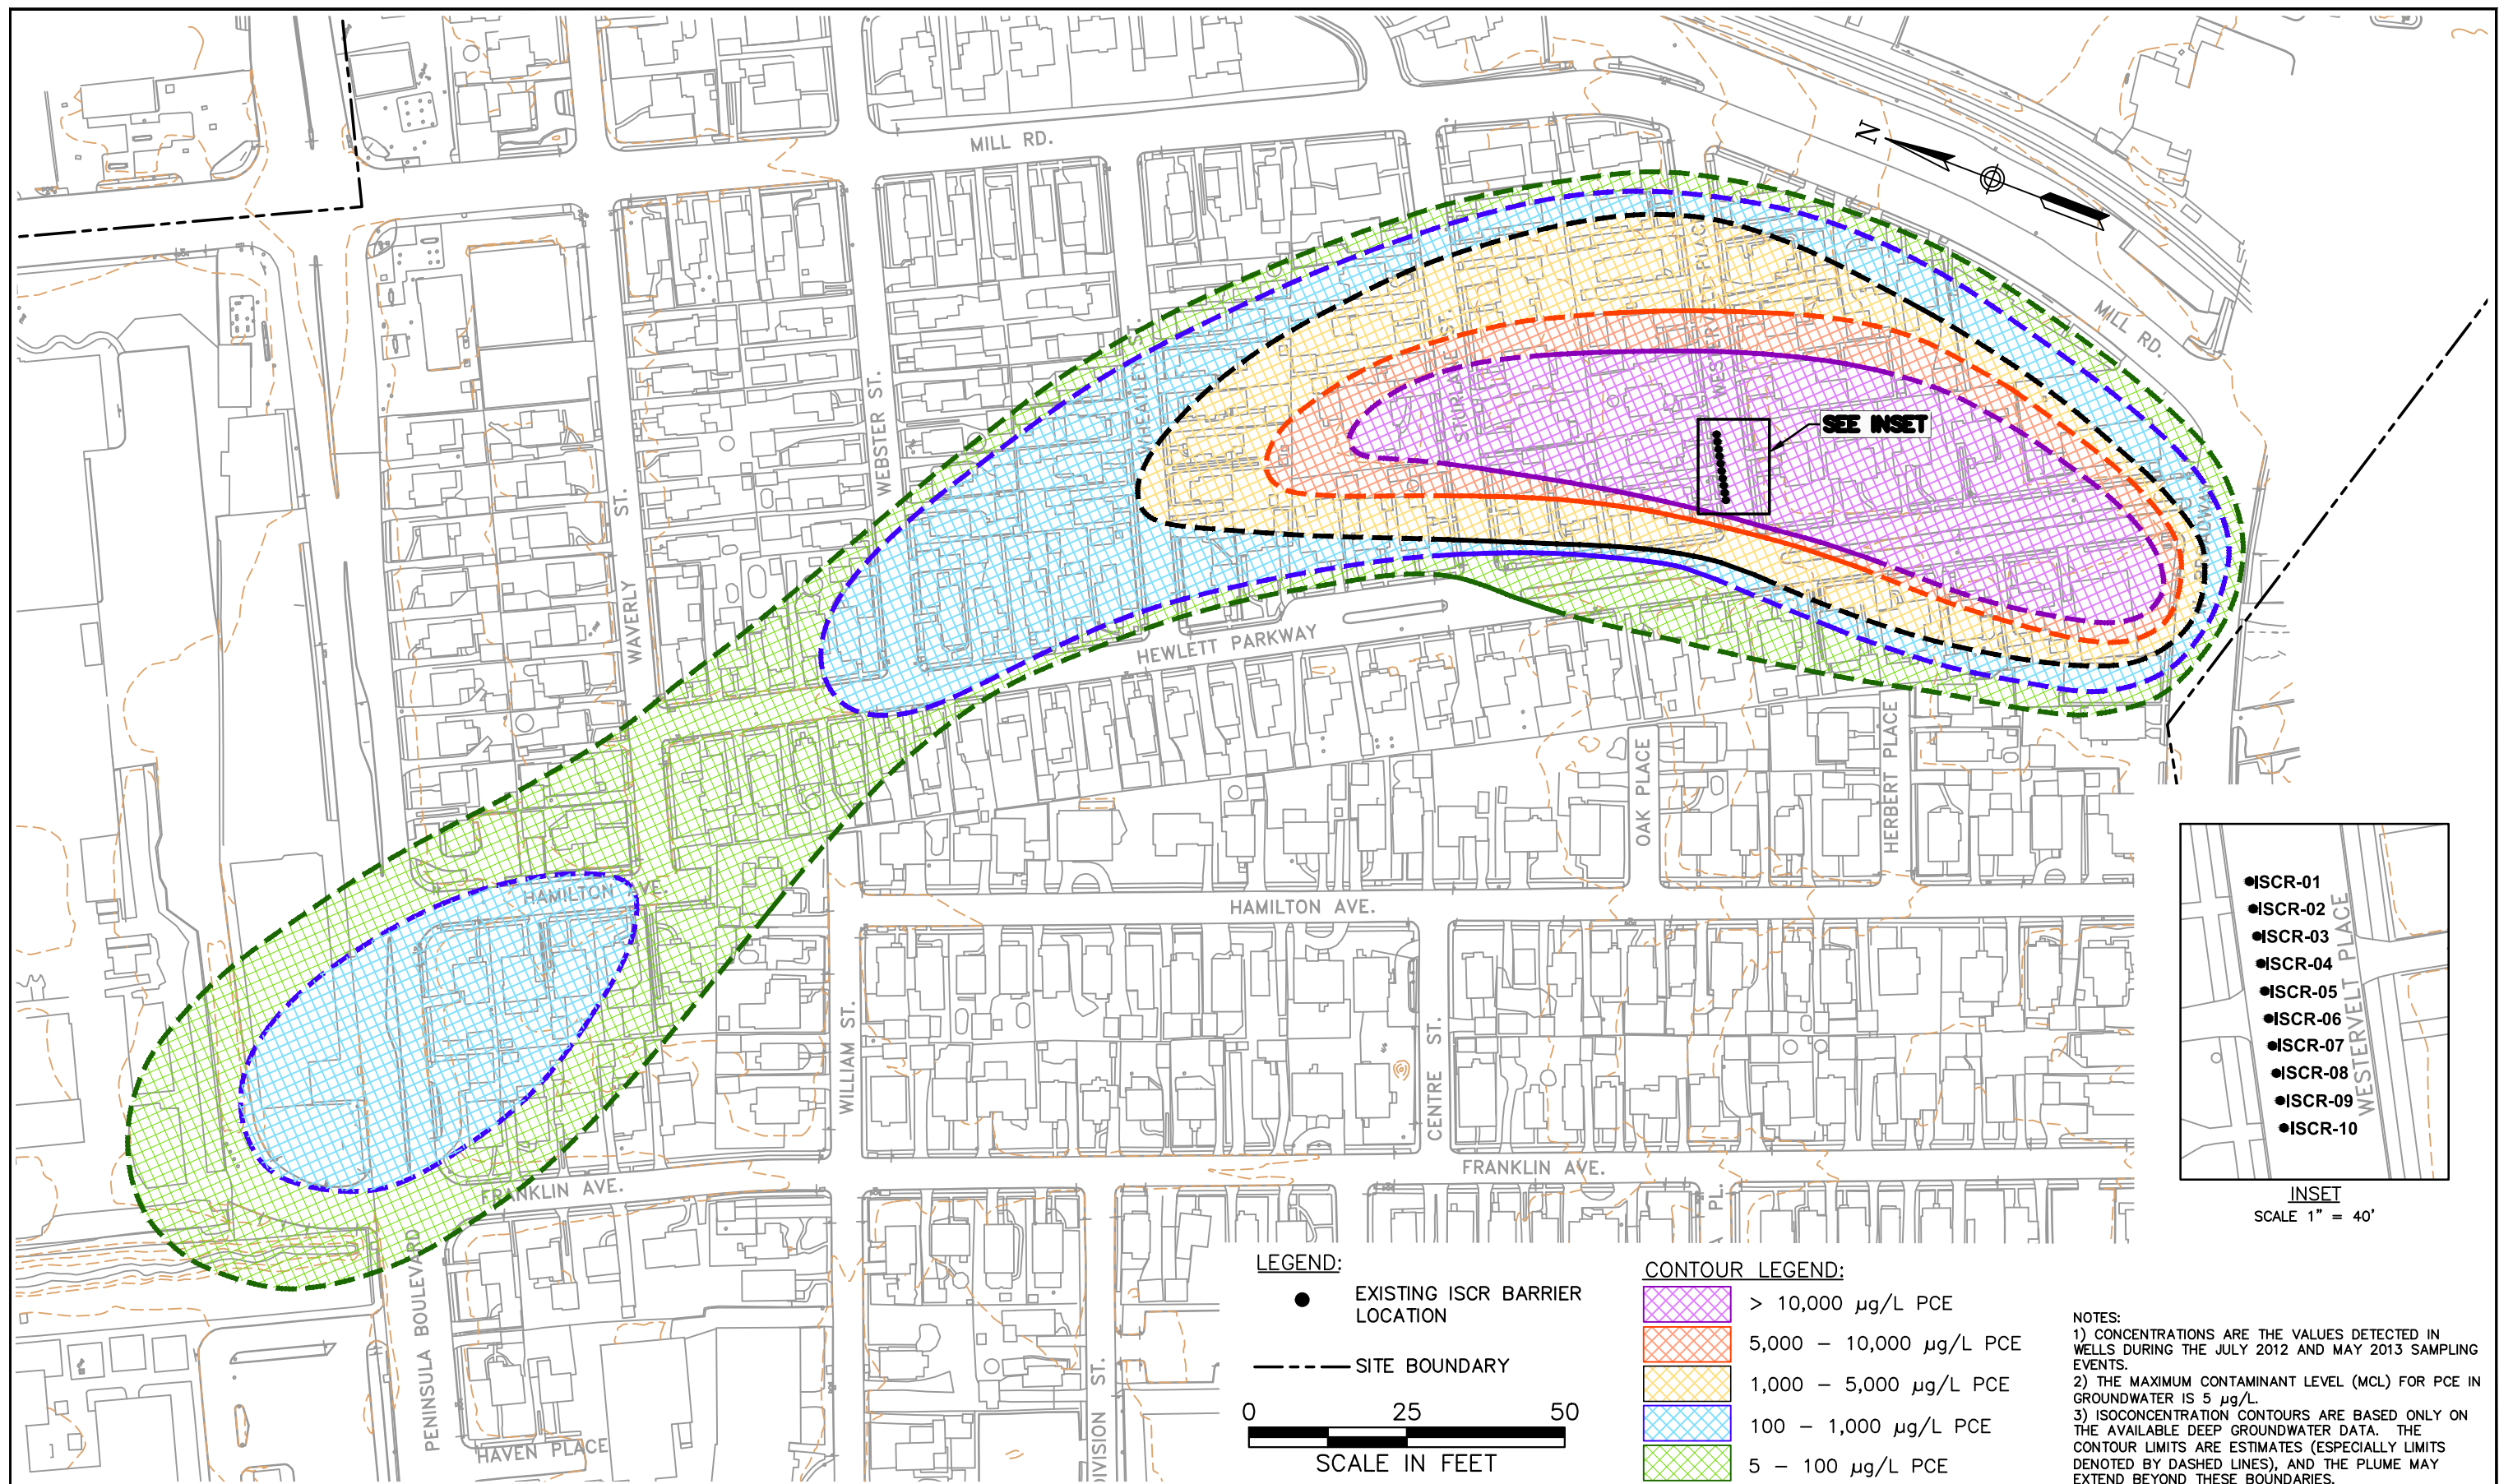 MILL RD.
N
MILL RD.
WESTERVELT PLACE
WHEATLEY ST.
STURLANE ST.
WEBSTER ST.
WAVERLY ST.
SEE INSET
BROADWAY
HEWLETT PARKWAY
OAK PLACE
HERBERT PLACE
HAMILTON AVE.
HAMILTON AVE.
WILLIAM ST.
CENTRE ST.
FRANKLIN AVE.
FRANKLIN AVE.
PENINSULA BOULEVARD
HAVEN PLACE
DIVISION ST.
PL.
ISCR-01
ISCR-02
ISCR-03
ISCR-04
ISCR-05
ISCR-06
ISCR-07
ISCR-08
ISCR-09
ISCR-10
WESTERVELT PLACE
INSET
SCALE 1" = 40'
LEGEND:
EXISTING ISCR BARRIER
LOCATION
SITE BOUNDARY
0 25 50
SCALE IN FEET
CONTOUR LEGEND:
> 10,000 µg/L PCE
5,000 – 10,000 µg/L PCE
1,000 – 5,000 µg/L PCE
100 – 1,000 µg/L PCE
5 – 100 µg/L PCE
NOTES:
1) CONCENTRATIONS ARE THE VALUES DETECTED IN
WELLS DURING THE JULY 2012 AND MAY 2013 SAMPLING
EVENTS.
2) THE MAXIMUM CONTAMINANT LEVEL (MCL) FOR PCE IN
GROUNDWATER IS 5 µg/L.
3) ISOCONCENTRATION CONTOURS ARE BASED ONLY ON
THE AVAILABLE DEEP GROUNDWATER DATA. THE
CONTOUR LIMITS ARE ESTIMATES (ESPECIALLY LIMITS
DENOTED BY DASHED LINES), AND THE PLUME MAY
EXTEND BEYOND THESE BOUNDARIES.